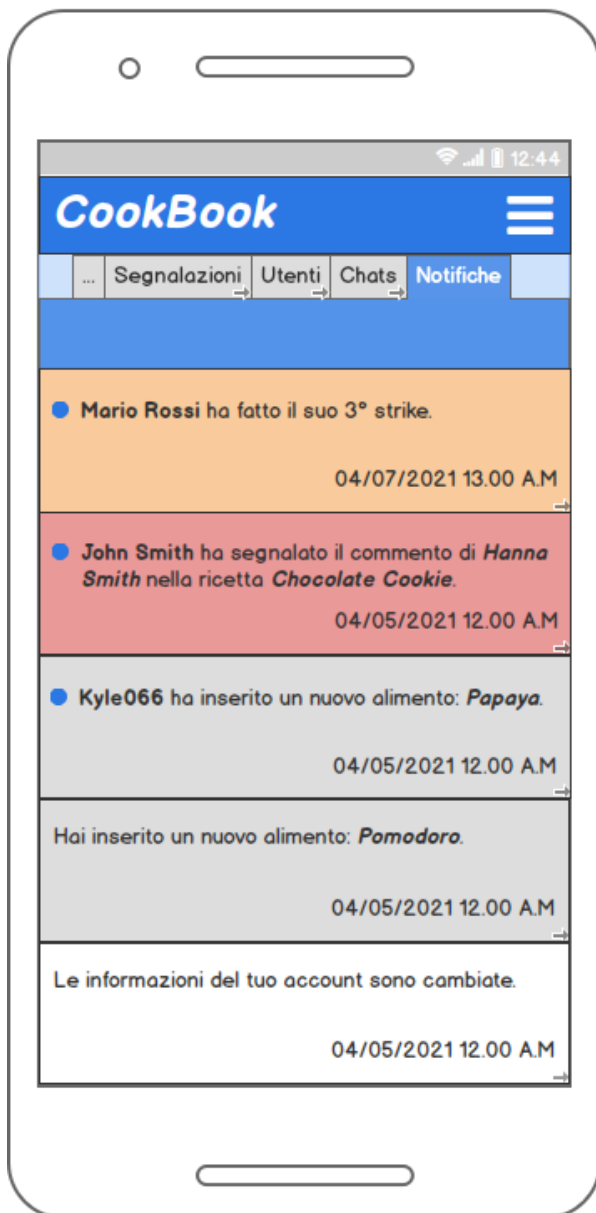 12:44
CookBook
... Segnalazioni Utenti Chats Notifiche
Mario Rossi ha fatto il suo 3° strike.
04/07/2021 13.00 A.M
John Smith ha segnalato il commento di Hanna
Smith nella ricetta Chocolate Cookie.
04/05/2021 12.00 A.M
Kyle066 ha inserito un nuovo alimento: Papaya.
04/05/2021 12.00 A.M
Hai inserito un nuovo alimento: Pomodoro.
04/05/2021 12.00 A.M
Le informazioni del tuo account sono cambiate.
04/05/2021 12.00 A.M